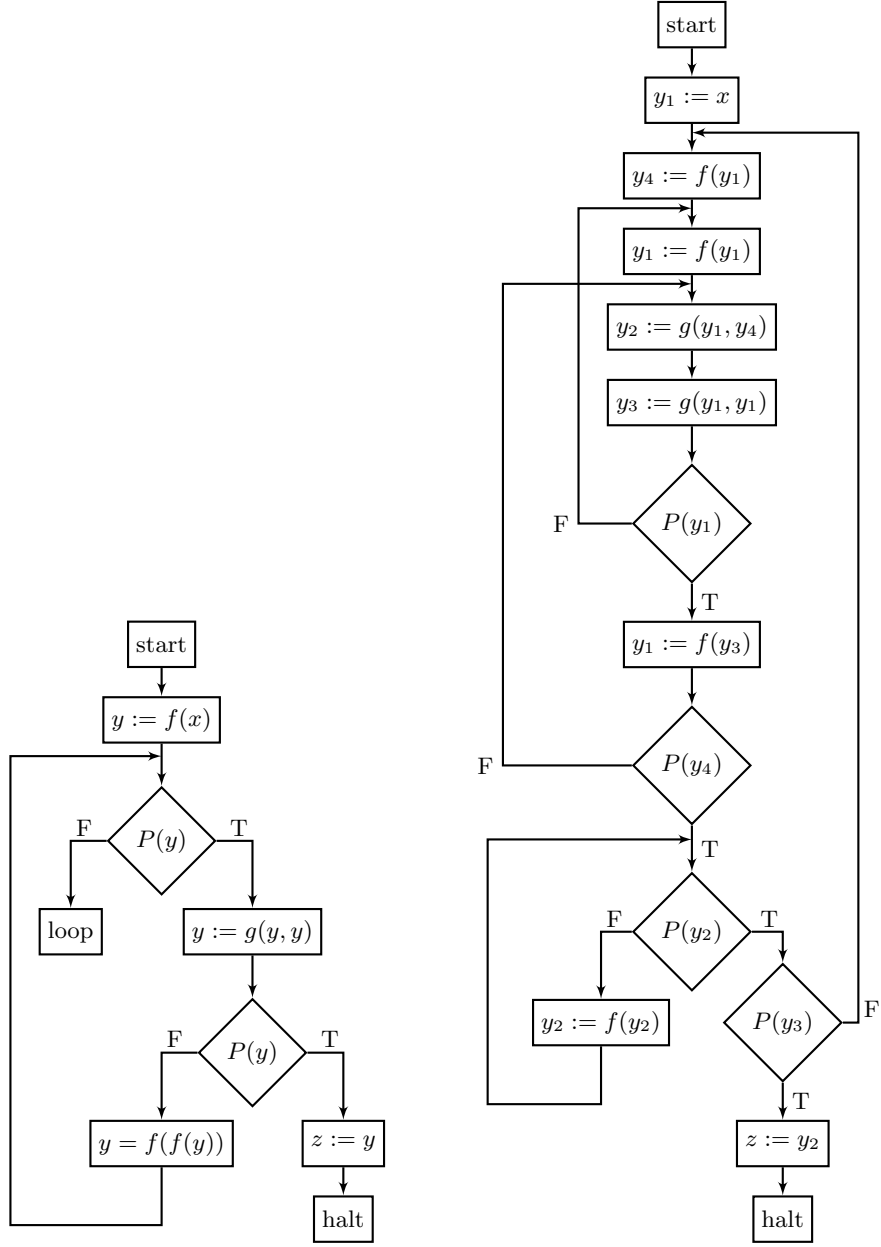 start
y := f(x)
P(y)
F
T
loop
y := g(y, y)
P(y)
F
T
y = f(f(y))
z := y
halt
start
y₁ := x
y₄ := f(y₁)
y₁ := f(y₁)
y₂ := g(y₁, y₄)
y₃ := g(y₁, y₁)
P(y₁)
F
T
y₁ := f(y₃)
P(y₄)
F
T
P(y₂)
F
T
y₂ := f(y₂)
P(y₃)
F
T
z := y₂
halt